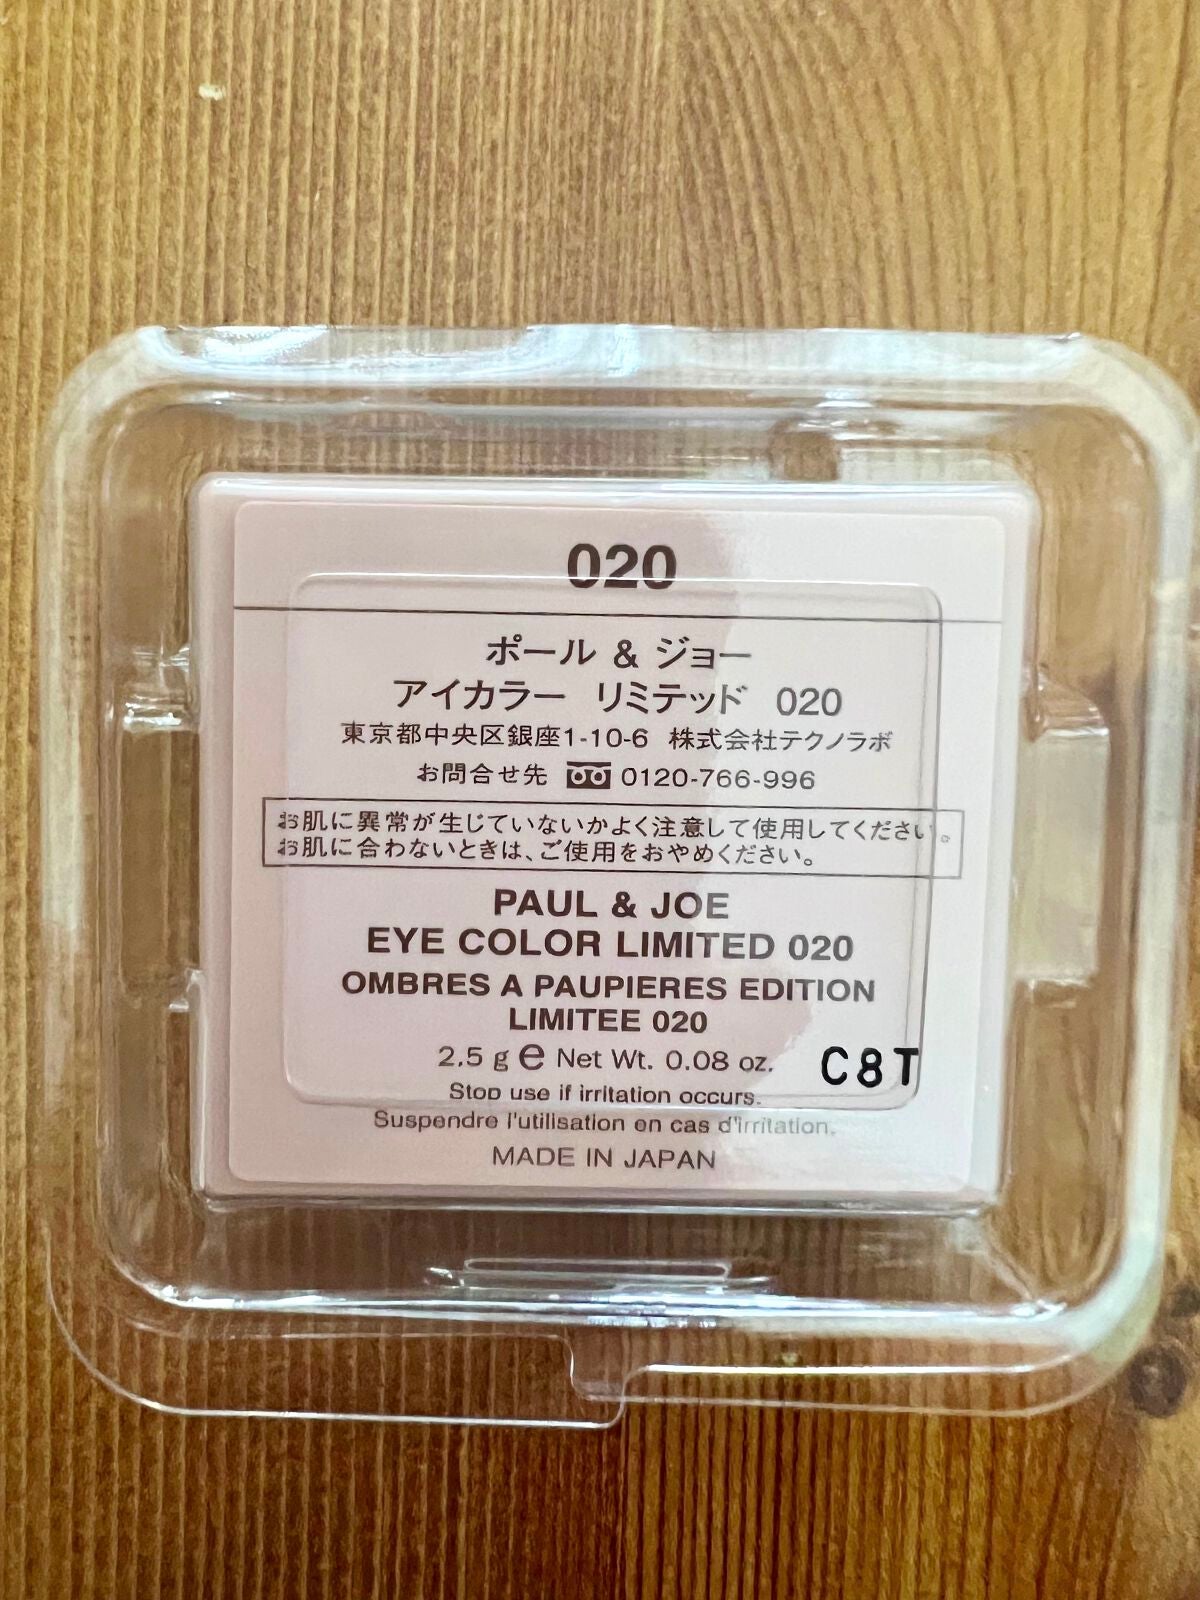 020
ポール & ジョー
アイカラー リミテッド 020
東京都中央区銀座1-10-6 株式会社テクノラボ
お問合せ先 0120-766-996
お肌に異常が生じていないかよく注意して使用してください。
お肌に合わないときは、ご使用をおやめください。
PAUL & JOE
EYE COLOR LIMITED 020
OMBRES A PAUPIERES EDITION
LIMITEE 020
2.5 g e Net Wt. 0.08 oz. C8T
Stop use if irritation occurs.
Suspendre l'utilisation en cas d'irritation.
MADE IN JAPAN